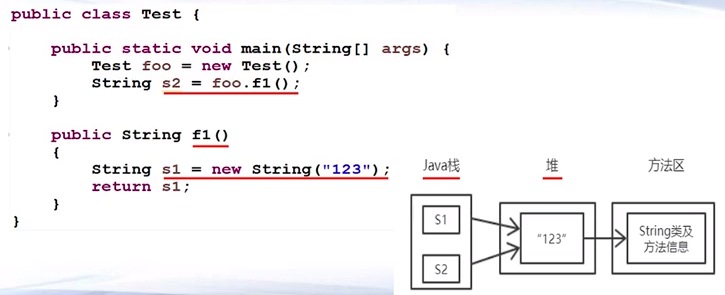 public class Test {
public static void main(String[] args) {
Test foo = new Test();
String s2 = foo.f1();
}
public String f1()
{
String s1 = new String("123");
return s1;
}
}
Java栈
堆
方法区
S1
S2
"123"
String类及
方法信息